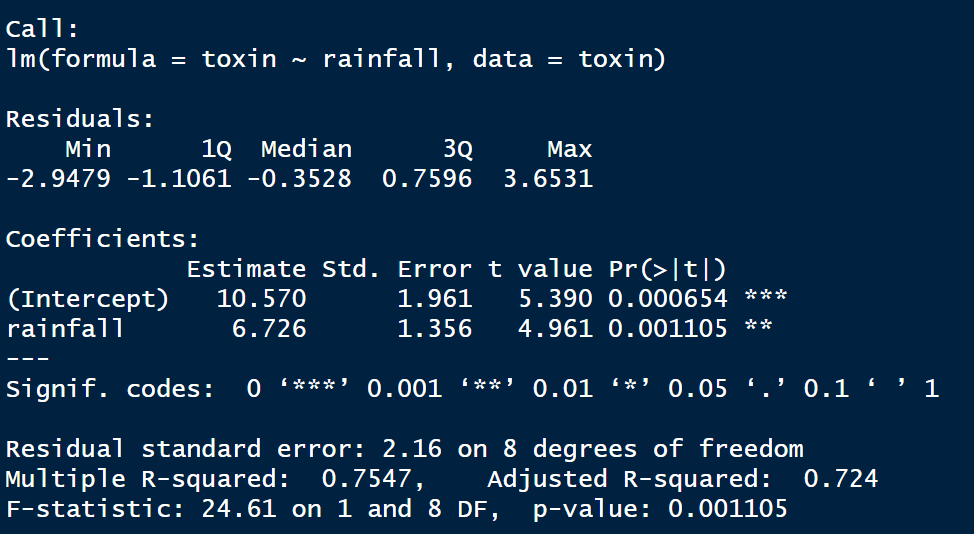 Call:
lm(formula = toxin ~ rainfall, data = toxin)
Residuals:
    Min      1Q  Median      3Q     Max
-2.9479 -1.1061 -0.3528  0.7596  3.6531
Coefficients:
            Estimate Std. Error t value Pr(>|t|)
(Intercept)   10.570      1.961   5.390 0.000654 ***
rainfall       6.726      1.356   4.961 0.001105 **
---
Signif. codes:  0 ‘***’ 0.001 ‘**’ 0.01 ‘*’ 0.05 ‘.’ 0.1 ‘ ’ 1
Residual standard error: 2.16 on 8 degrees of freedom
Multiple R-squared:  0.7547,	Adjusted R-squared:  0.724
F-statistic: 24.61 on 1 and 8 DF,  p-value: 0.001105